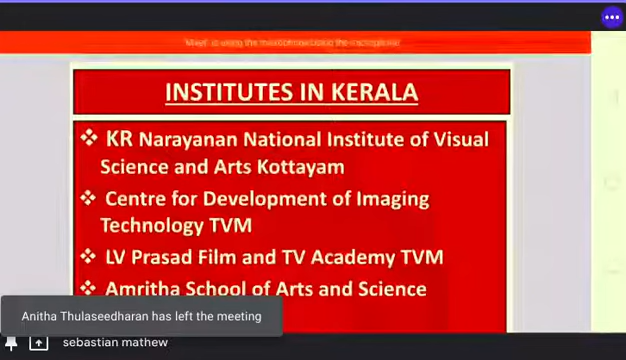 INSTITUTES IN KERALA
❖ KR Narayanan National Institute of Visual
Science and Arts Kottayam
❖ Centre for Development of Imaging
Technology TVM
❖ LV Prasad Film and TV Academy TVM
❖ Amritha School of Arts and Science
Anitha Thulaseedharan has left the meeting
sebastian mathew